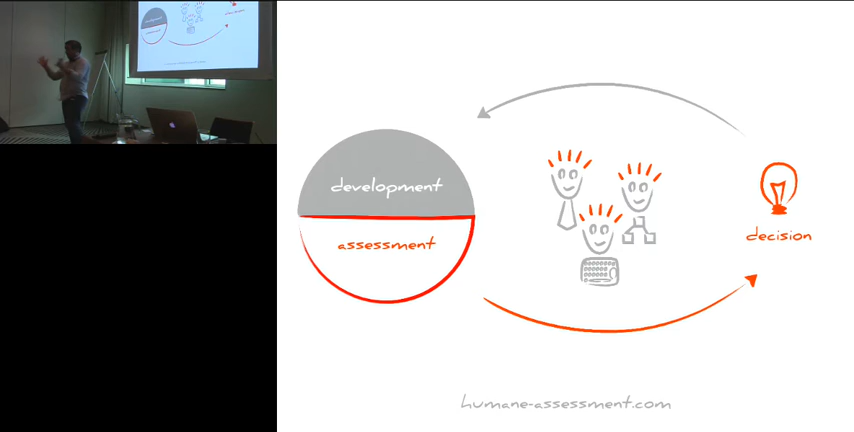 development
assessment
decision
humane-assessment.com